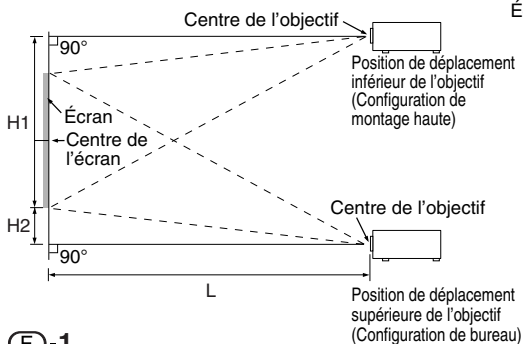 Centre de l'objectif
É
90°
Position de déplacement
inférieur de l'objectif
(Configuration de
montage haute)
H1
Écran
Centre de
l'écran
H2
Centre de l'objectif
90°
L
Position de déplacement
supérieure de l'objectif
(Configuration de bureau)
F-1